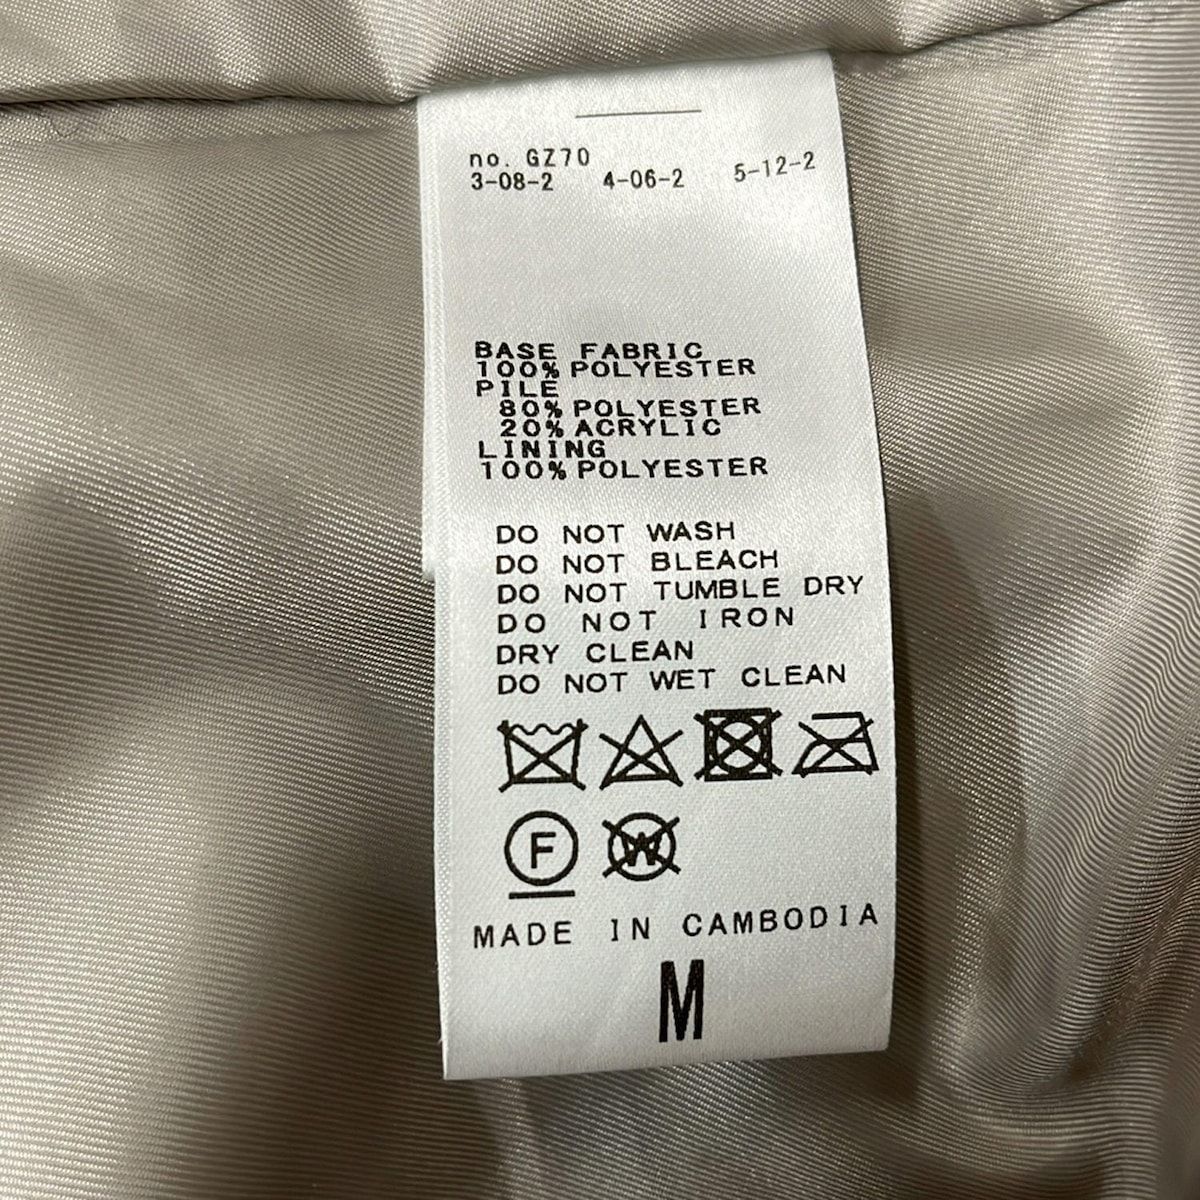 no. GZ70
3-08-2 4-06-2 5-12-2
BASE FABRIC
100% POLYESTER
PILE
80% POLYESTER
20% ACRYLIC
LINING
100% POLYESTER
DO NOT WASH
DO NOT BLEACH
DO NOT TUMBLE DRY
DO NOT IRON
DRY CLEAN
DO NOT WET CLEAN
F W
MADE IN CAMBODIA
M